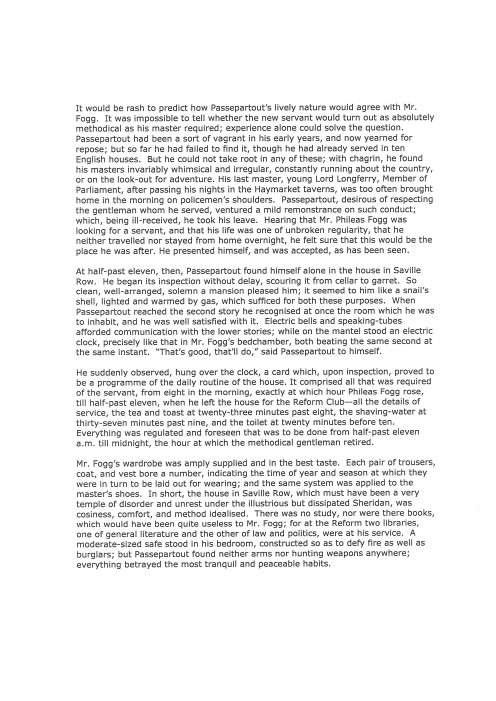 It would be rash to predict how Passepartout's lively nature would agree with Mr.
Fogg.  It was impossible to tell whether the new servant would turn out as absolutely
methodical as his master required; experience alone could solve the question.
Passepartout had been a sort of vagrant in his early years, and now yearned for
repose; but so far he had failed to find it, though he had already served in ten
English houses.  But he could not take root in any of these; with chagrin, he found
his masters invariably whimsical and irregular, constantly running about the country,
or on the look-out for adventure. His last master, young Lord Longferry, Member of
Parliament, after passing his nights in the Haymarket taverns, was too often brought
home in the morning on policemen's shoulders.  Passepartout, desirous of respecting
the gentleman whom he served, ventured a mild remonstrance on such conduct;
which, being ill-received, he took his leave.  Hearing that Mr. Phileas Fogg was
looking for a servant, and that his life was one of unbroken regularity, that he
neither travelled nor stayed from home overnight, he felt sure that this would be the
place he was after. He presented himself, and was accepted, as has been seen.

At half-past eleven, then, Passepartout found himself alone in the house in Saville
Row.  He began its inspection without delay, scouring it from cellar to garret.  So
clean, well-arranged, solemn a mansion pleased him; it seemed to him like a snail's
shell, lighted and warmed by gas, which sufficed for both these purposes.  When
Passepartout reached the second story he recognised at once the room which he was
to inhabit, and he was well satisfied with it.  Electric bells and speaking-tubes
afforded communication with the lower stories; while on the mantel stood an electric
clock, precisely like that in Mr. Fogg's bedchamber, both beating the same second at
the same instant.  "That's good, that'll do," said Passepartout to himself.

He suddenly observed, hung over the clock, a card which, upon inspection, proved to
be a programme of the daily routine of the house. It comprised all that was required
of the servant, from eight in the morning, exactly at which hour Phileas Fogg rose,
till half-past eleven, when he left the house for the Reform Club—all the details of
service, the tea and toast at twenty-three minutes past eight, the shaving-water at
thirty-seven minutes past nine, and the toilet at twenty minutes before ten.
Everything was regulated and foreseen that was to be done from half-past eleven
a.m. till midnight, the hour at which the methodical gentleman retired.

Mr. Fogg's wardrobe was amply supplied and in the best taste.  Each pair of trousers,
coat, and vest bore a number, indicating the time of year and season at which they
were in turn to be laid out for wearing; and the same system was applied to the
master's shoes.  In short, the house in Saville Row, which must have been a very
temple of disorder and unrest under the illustrious but dissipated Sheridan, was
cosiness, comfort, and method idealised.  There was no study, nor were there books,
which would have been quite useless to Mr. Fogg; for at the Reform two libraries,
one of general literature and the other of law and politics, were at his service.  A
moderate-sized safe stood in his bedroom, constructed so as to defy fire as well as
burglars; but Passepartout found neither arms nor hunting weapons anywhere;
everything betrayed the most tranquil and peaceable habits.